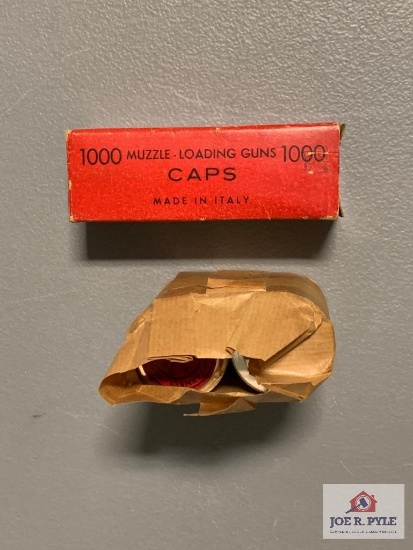 1000 MUZZLE-LOADING GUNS 1000
CAPS
MADE IN ITALY
JOE R. PYLE